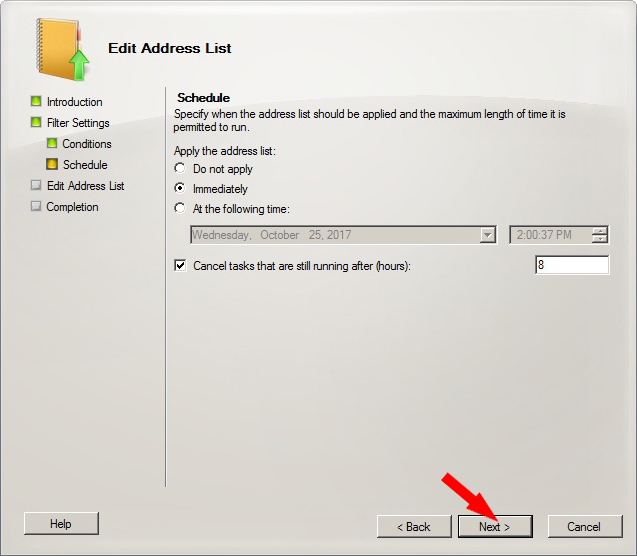 Edit Address List
Introduction
Filter Settings
Conditions
Schedule
Edit Address List
Completion
Schedule
Specify when the address list should be applied and the maximum length of time it is
permitted to run.
Apply the address list:
Do not apply
Immediately
At the following time:
Wednesday, October 25, 2017 2:00:37 PM
Cancel tasks that are still running after (hours): 8
Help < Back Next > Cancel